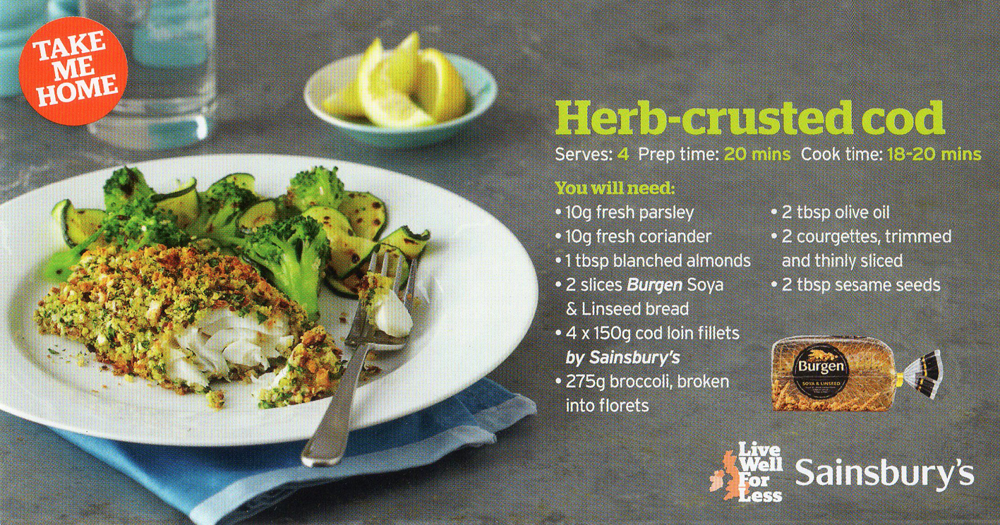 TAKE
ME
HOME
Herb-crusted cod
Serves: 4 Prep time: 20 mins Cook time: 18-20 mins
You will need:
• 10g fresh parsley
• 10g fresh coriander
• 1 tbsp blanched almonds
• 2 slices Burgen Soya
& Linseed bread
• 4 x 150g cod loin fillets
by Sainsbury's
• 275g broccoli, broken
into florets
• 2 tbsp olive oil
• 2 courgettes, trimmed
and thinly sliced
• 2 tbsp sesame seeds
Burgen
SOYA & LINSEED
Live
Well
For
Less
Sainsbury's